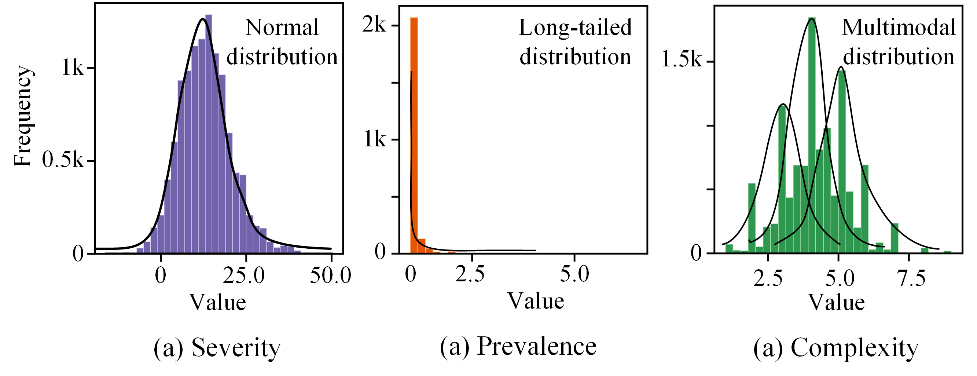 Normal
distribution
Frequency
1k
0.5k
0
0
25.0
50.0
Value
(a) Severity
Long-tailed
distribution
2k
1k
0
0
2.5
5.0
Value
(a) Prevalence
Multimodal
distribution
1.5k
0
2.5
5.0
7.5
Value
(a) Complexity